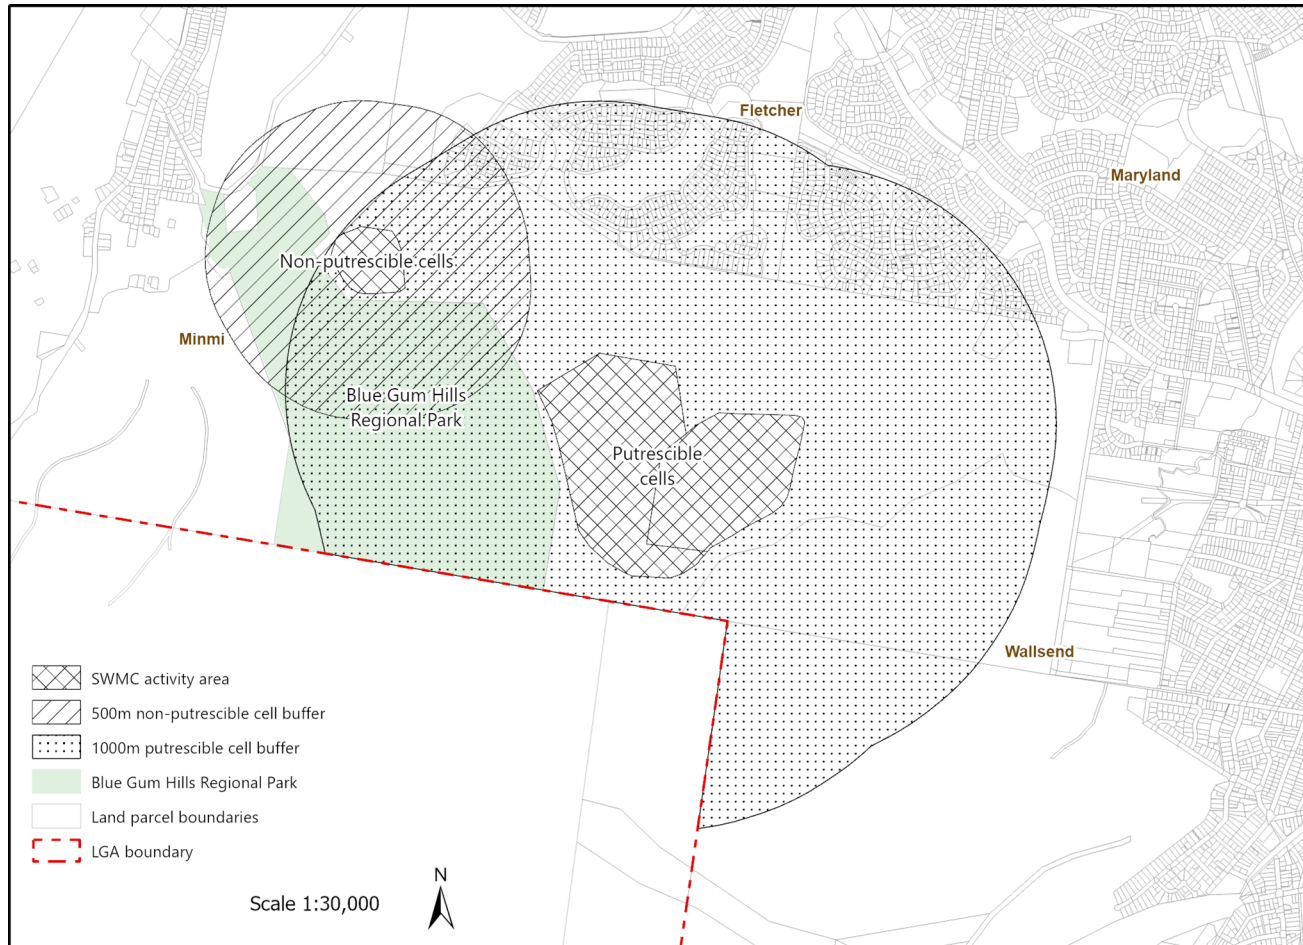 Fletcher
Maryland
Non-putrescible cells
Minmi
Blue Gum Hills
Regional Park
Putrescible
cells
Wallsend
SWMC activity area
500m non-putrescible cell buffer
1000m putrescible cell buffer
Blue Gum Hills Regional Park
Land parcel boundaries
LGA boundary
N
Scale 1:30,000